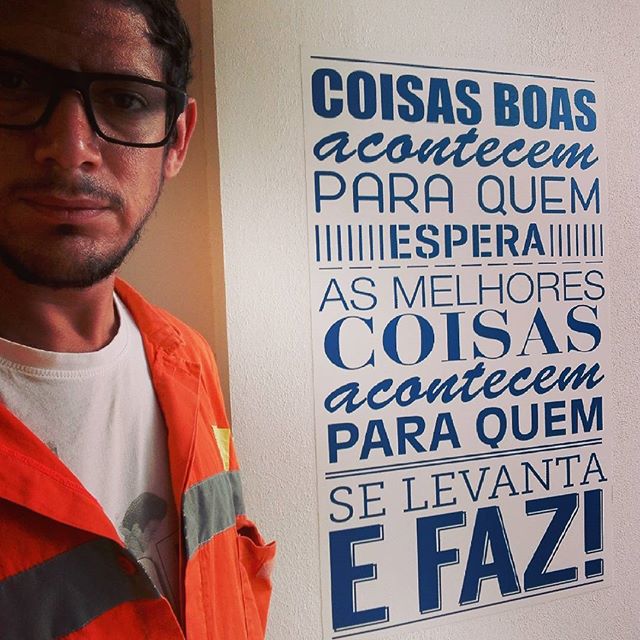 COISAS BOAS
acontecem
PARA QUEM
ESPERA
AS MELHORES
COISAS
acontecem
PARA QUEM
SE LEVANTA
E FAZ!